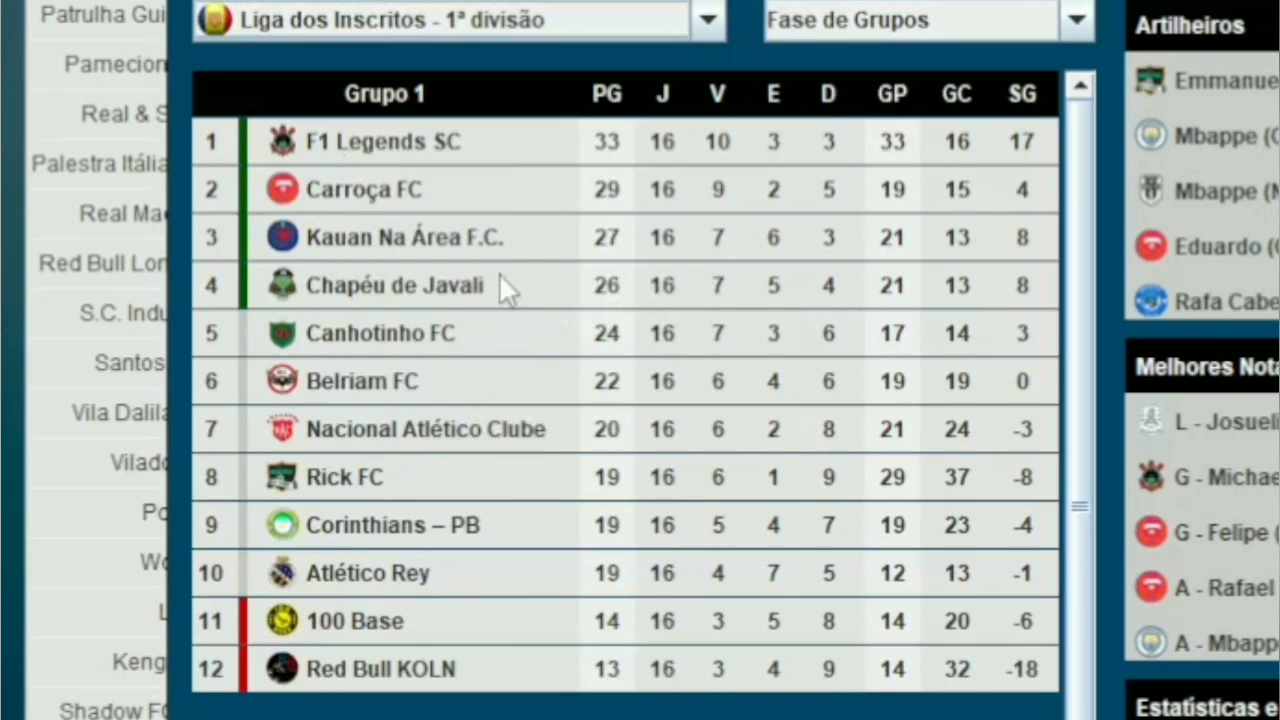 Liga dos Inscritos - 1ª divisão
Fase de Grupos
Grupo 1 PG J V E D GP GC SG
1 F1 Legends SC 33 16 10 3 3 33 16 17
2 Carroça FC 29 16 9 2 5 19 15 4
3 Kauan Na Área F.C. 27 16 7 6 3 21 13 8
4 Chapéu de Javali 26 16 7 5 4 21 13 8
5 Canhotinho FC 24 16 7 3 6 17 14 3
6 Belriam FC 22 16 6 4 6 19 19 0
7 Nacional Atlético Clube 20 16 6 2 8 21 24 -3
8 Rick FC 19 16 6 1 9 29 37 -8
9 Corinthians – PB 19 16 5 4 7 19 23 -4
10 Atlético Rey 19 16 4 7 5 12 13 -1
11 100 Base 14 16 3 5 8 14 20 -6
12 Red Bull KOLN 13 16 3 4 9 14 32 -18
Patrulha Gui
Pamecion
Real & S
Palestra Itália
Real Ma
Red Bull Lon
S.C. Indu
Santos
Vila Dalila
Vilado
Po
Wo
L
Keng
Shadow FC
Artilheiros
Emmanue
Mbappe (
Mbappe (
Eduardo (
Rafa Cabe
Melhores Nota
L - Josueli
G - Michae
G - Felipe (
A - Rafael
A - Mbapp
Estatísticas e